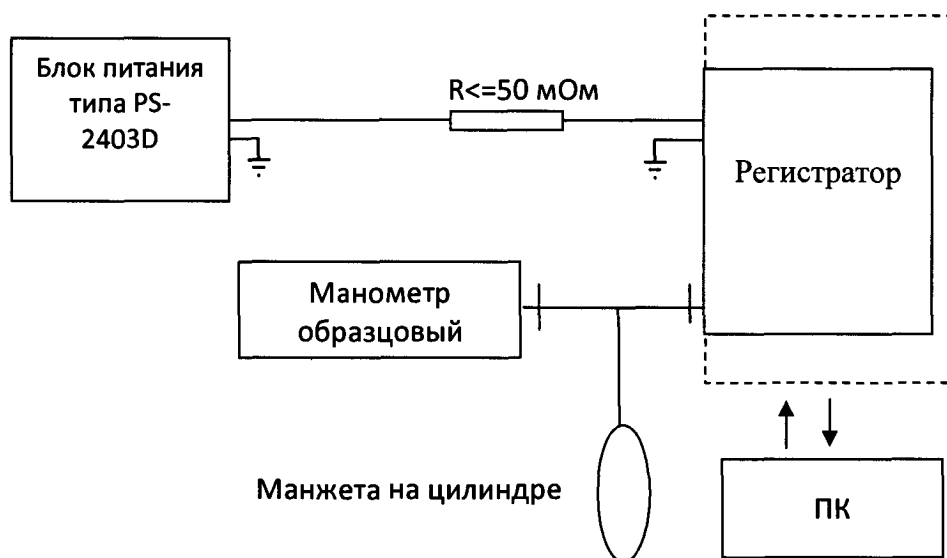 Блок питания
типа PS-
2403D
R<=50 мОм
Регистратор
Манометр
образцовый
Манжета на цилиндре
ПК